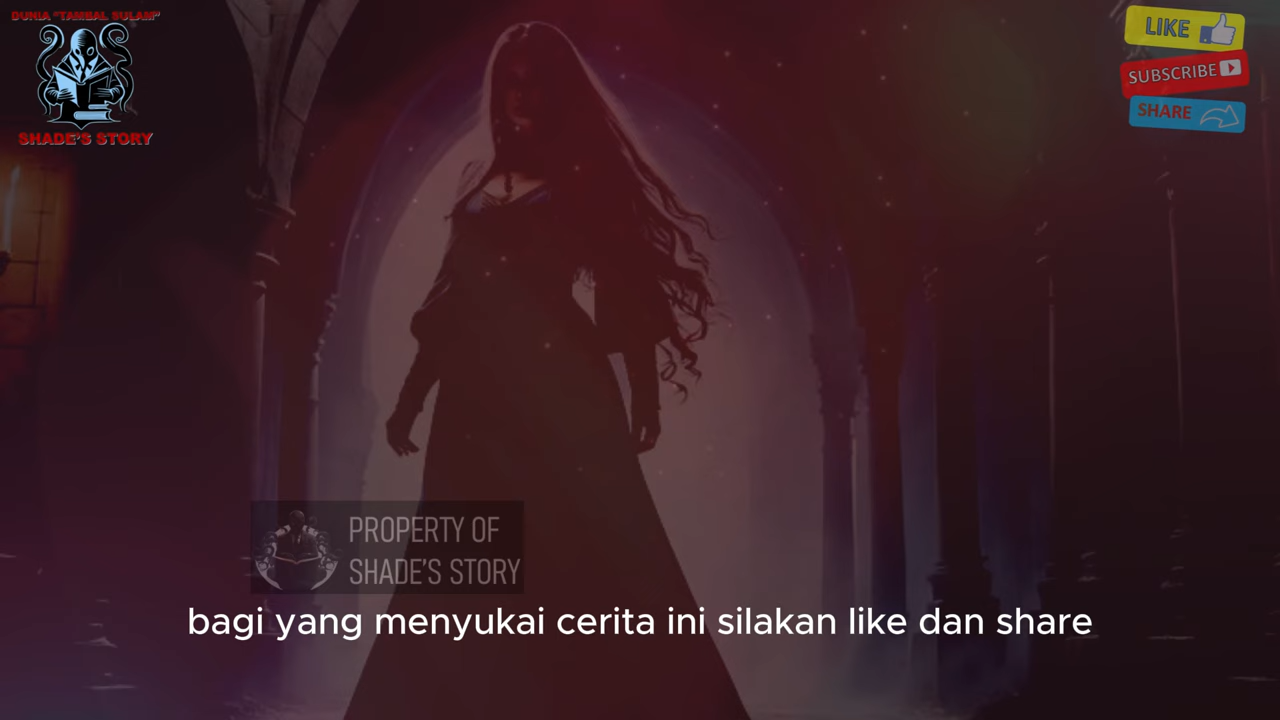 DUNIA "TAMBAL SULAM"
SHADE'S STORY
LIKE
SUBSCRIBE
SHARE
PROPERTY OF
SHADE'S STORY
bagi yang menyukai cerita ini silakan like dan share